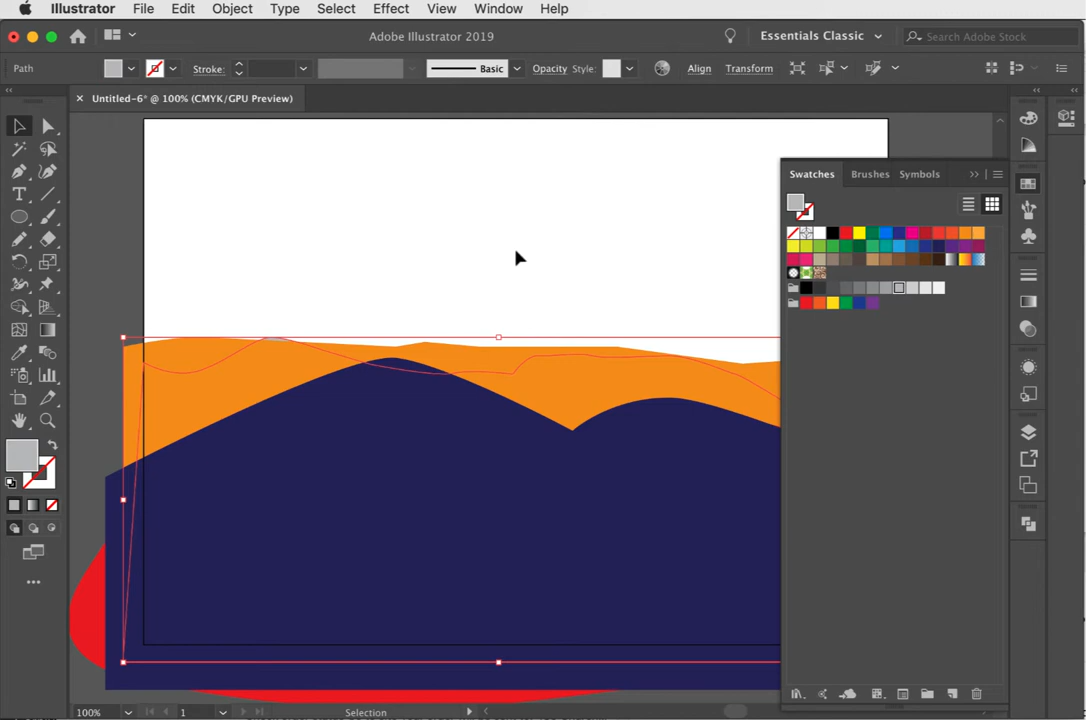 Illustrator File Edit Object Type Select Effect View Window Help
Adobe Illustrator 2019
Essentials Classic
Search Adobe Stock
Path
Stroke:
Basic
Opacity
Style:
Align
Transform
Untitled-6* @ 100% (CMYK/GPU Preview)
Swatches Brushes Symbols
100%
1
Selection